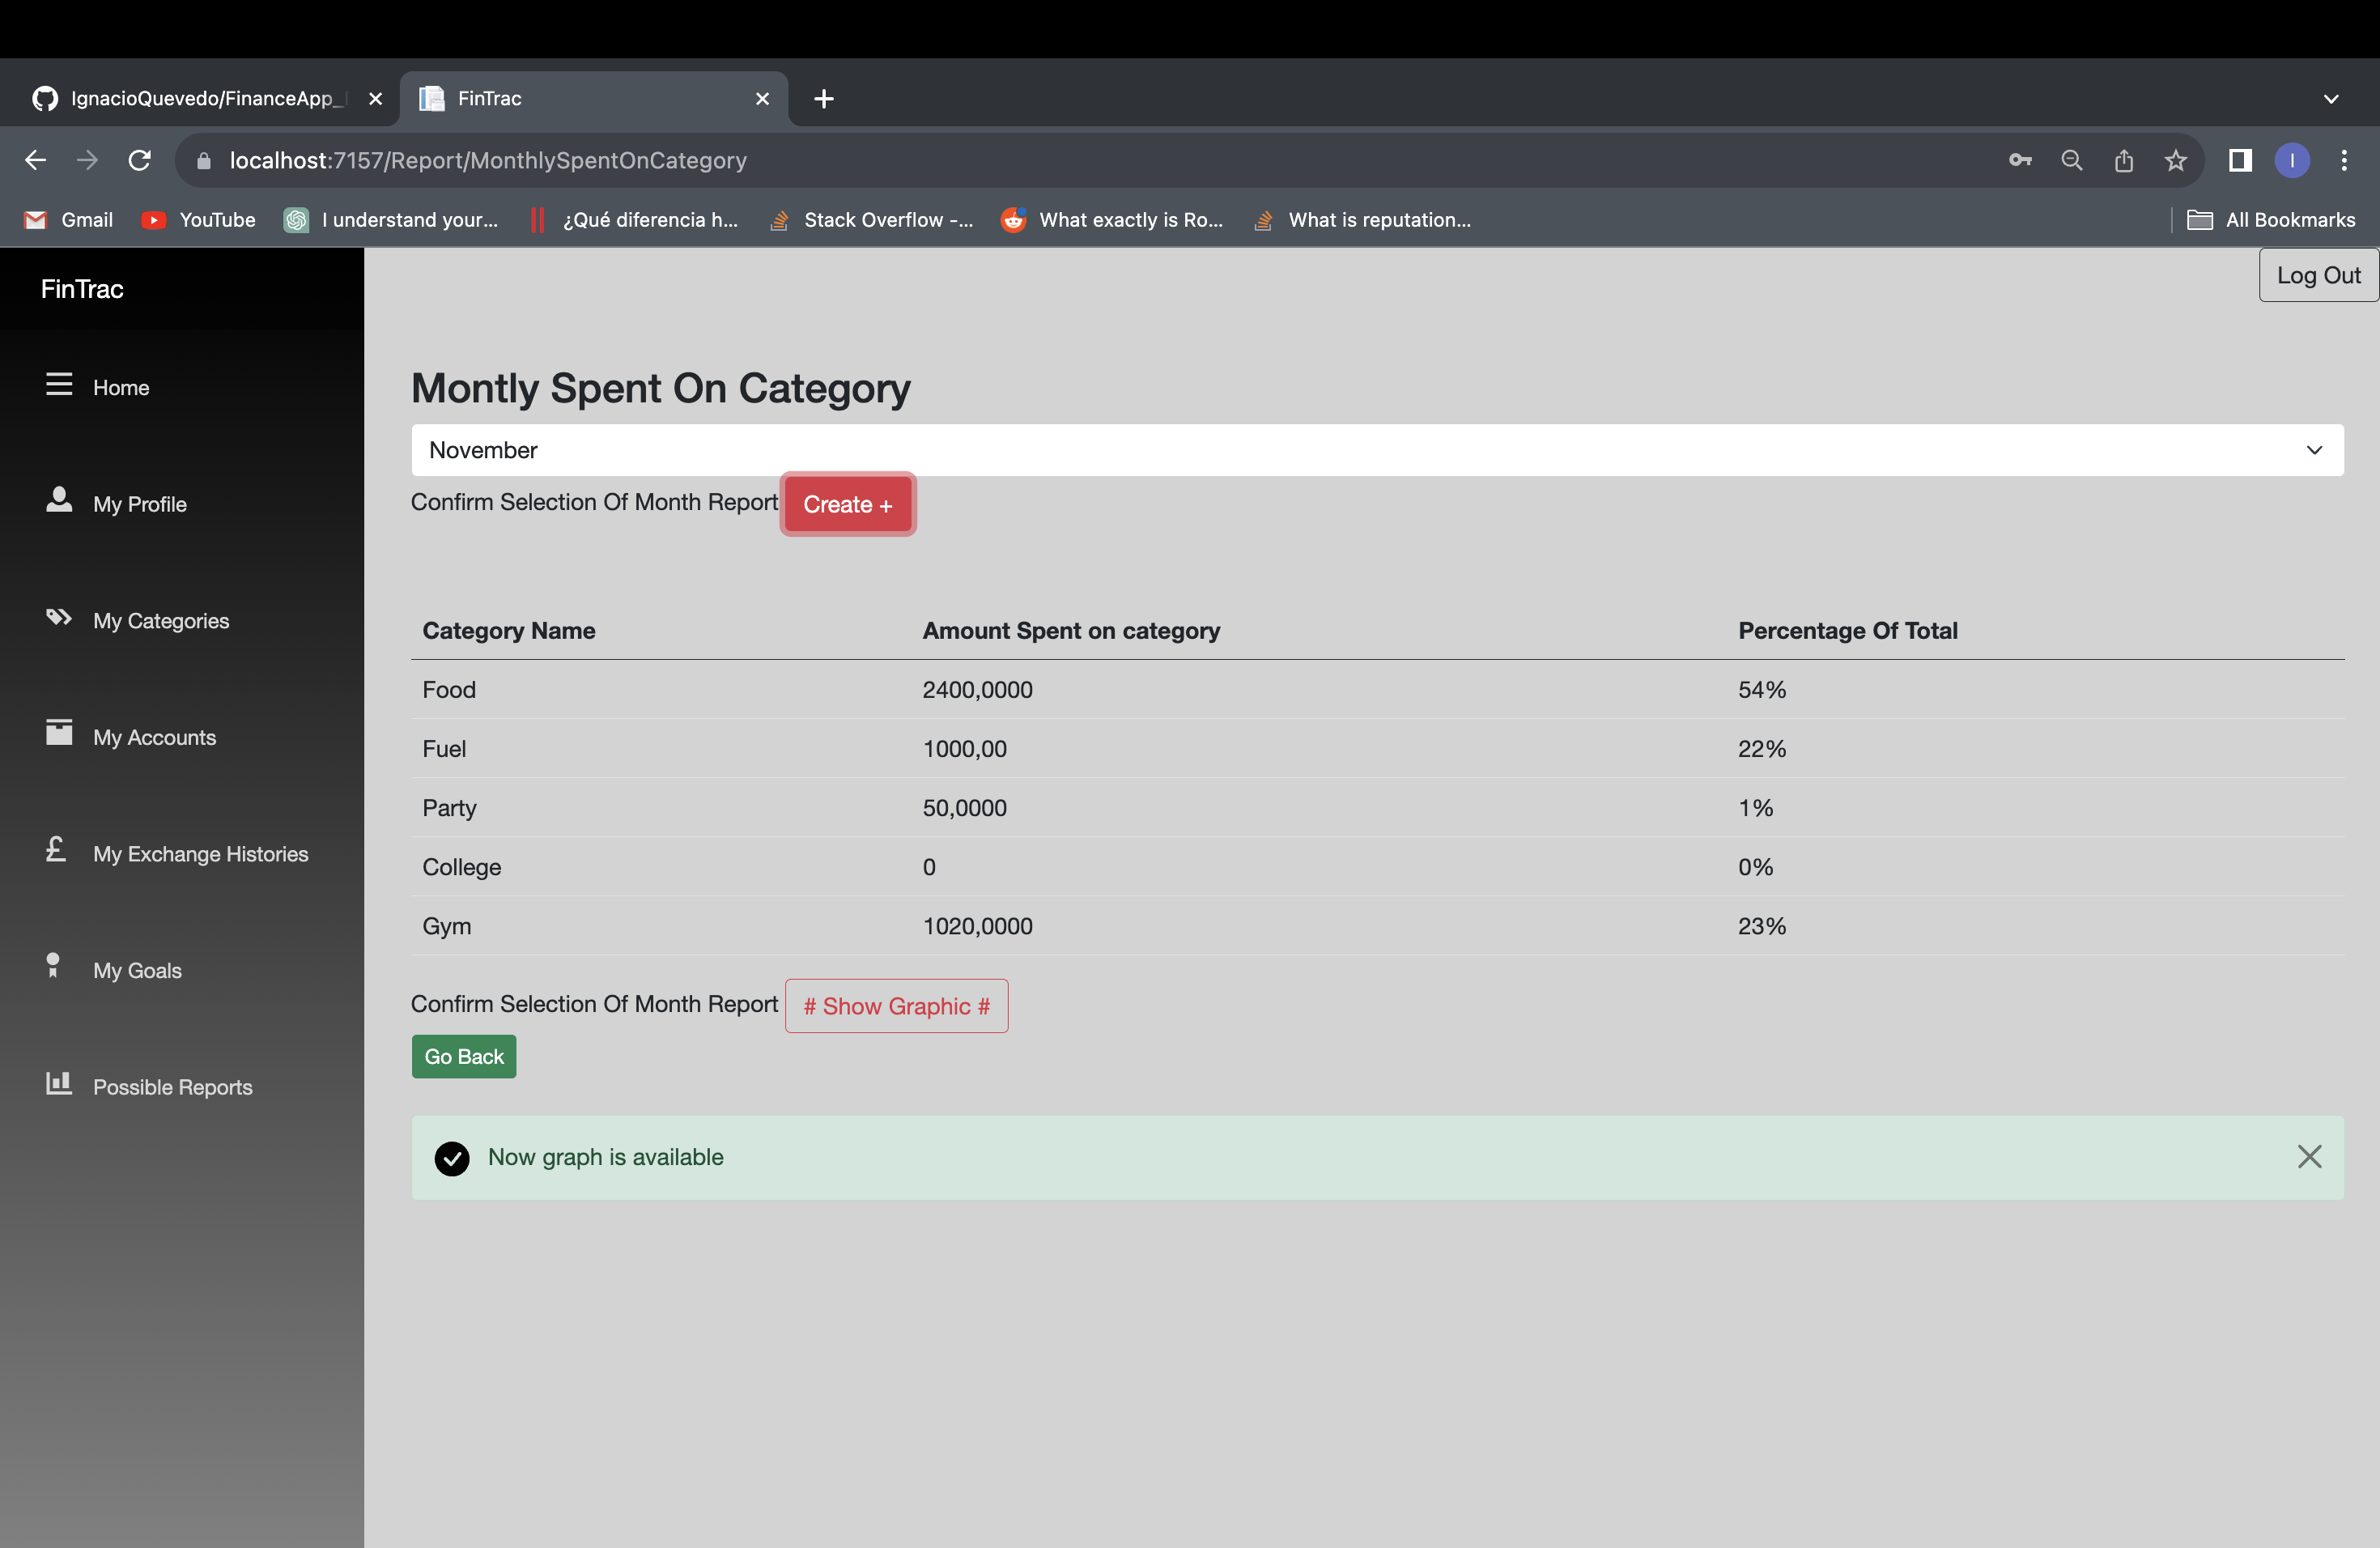 IgnacioQuevedo/FinanceApp_
FinTrac
localhost:7157/Report/MonthlySpentOnCategory
I
Gmail
YouTube
I understand your...
¿Qué diferencia h...
Stack Overflow -...
What exactly is Ro...
What is reputation...
All Bookmarks
FinTrac
Log Out
Home
My Profile
My Categories
My Accounts
My Exchange Histories
My Goals
Possible Reports
Montly Spent On Category
November
Confirm Selection Of Month Report Create +
Category Name Amount Spent on category Percentage Of Total
Food 2400,0000 54%
Fuel 1000,00 22%
Party 50,0000 1%
College 0 0%
Gym 1020,0000 23%
Confirm Selection Of Month Report # Show Graphic #
Go Back
Now graph is available